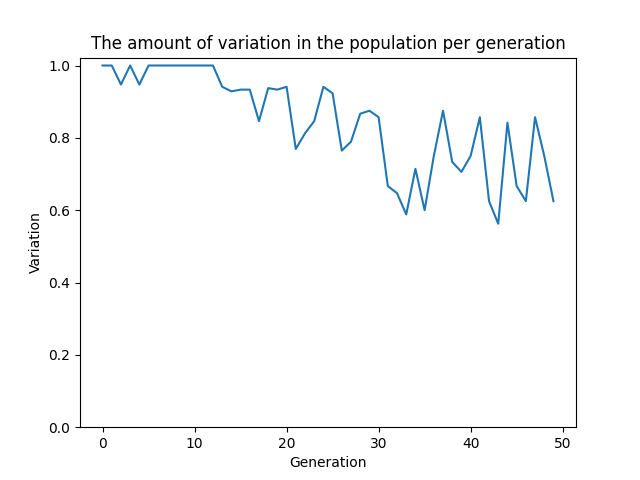 The amount of variation in the population per generation
1.0
0.8
0.6
0.4
0.2
0.0
Variation
0 10 20 30 40 50
Generation